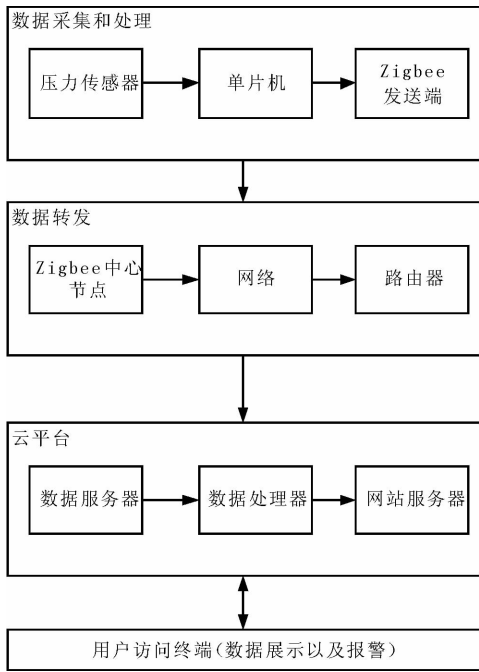 数据采集和处理
压力传感器
单片机
Zigbee
发送端
数据转发
Zigbee中心
节点
网络
路由器
云平台
数据服务器
数据处理器
网站服务器
用户访问终端(数据展示以及报警)